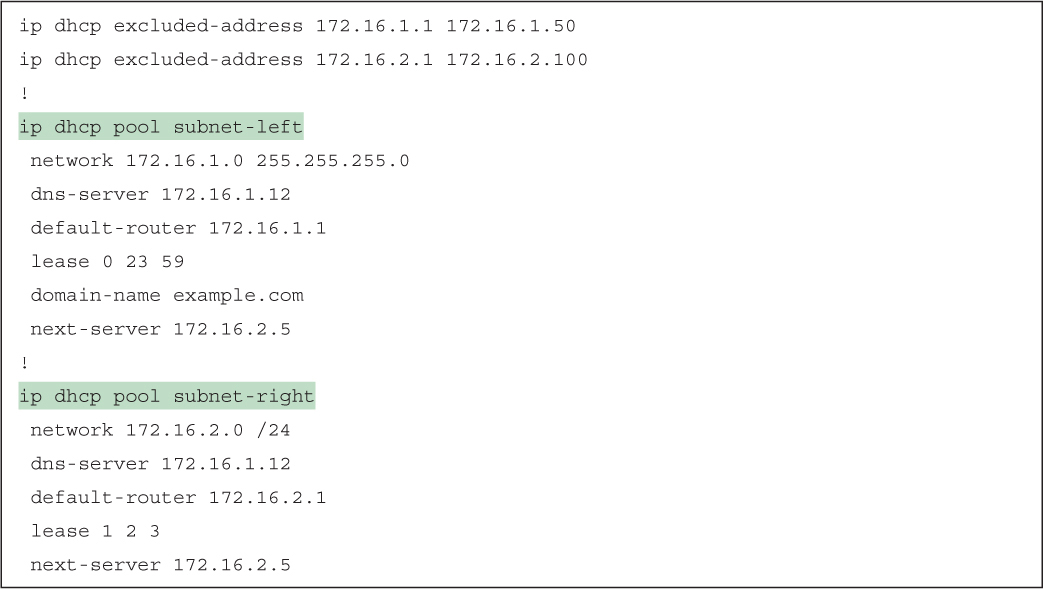 ip dhcp excluded-address 172.16.1.1 172.16.1.50
ip dhcp excluded-address 172.16.2.1 172.16.2.100
!
ip dhcp pool subnet-left
 network 172.16.1.0 255.255.255.0
 dns-server 172.16.1.12
 default-router 172.16.1.1
 lease 0 23 59
 domain-name example.com
 next-server 172.16.2.5
!
ip dhcp pool subnet-right
 network 172.16.2.0 /24
 dns-server 172.16.1.12
 default-router 172.16.2.1
 lease 1 2 3
 next-server 172.16.2.5